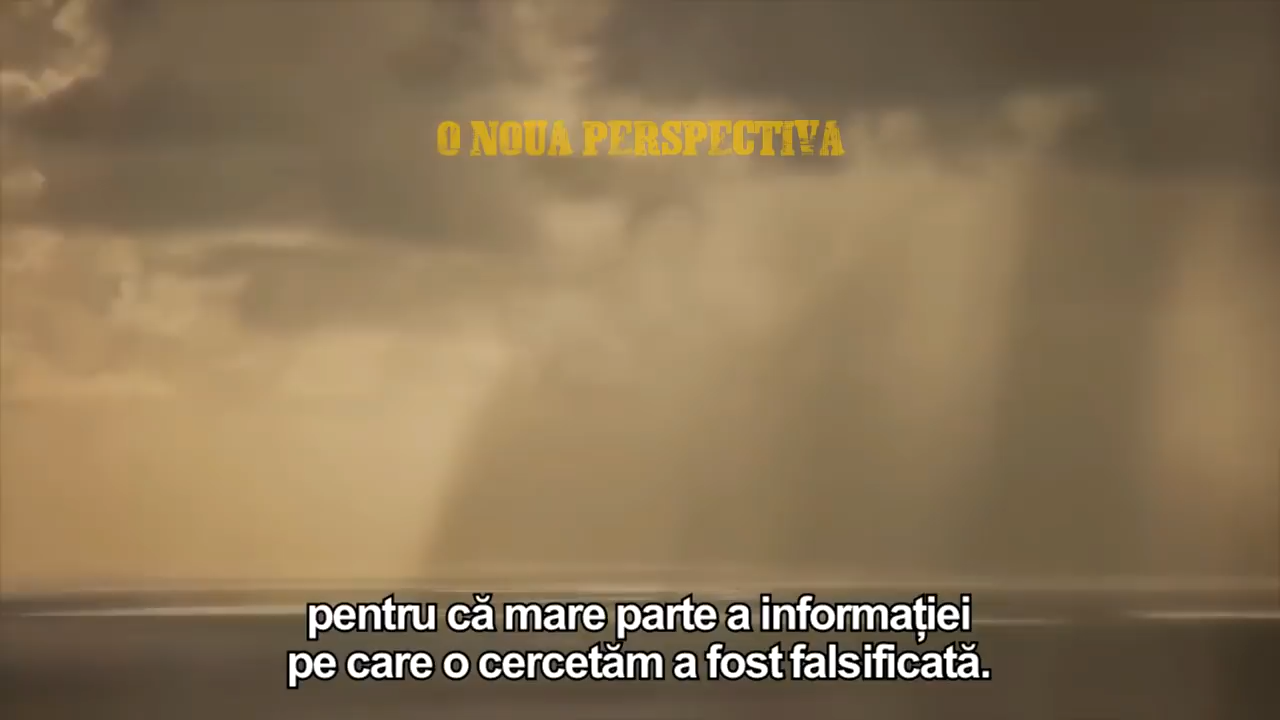 O NOUA PERSPECTIVA
pentru că mare parte a informației
pe care o cercetăm a fost falsificată.